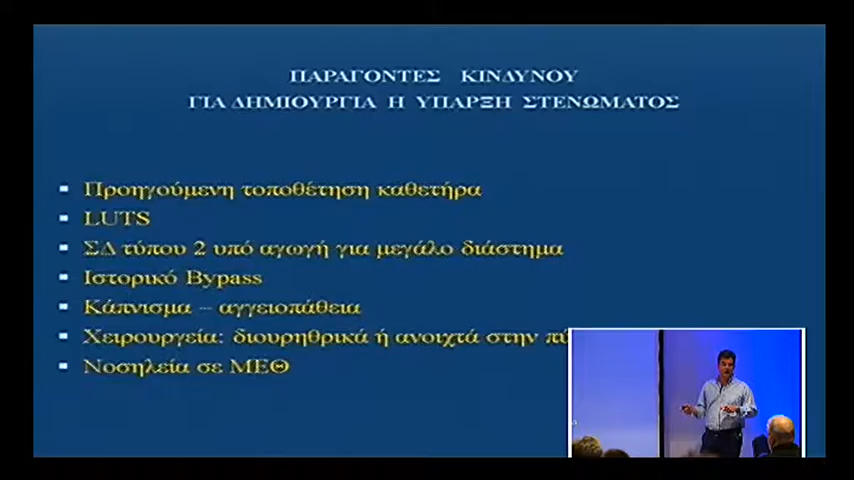 ΠΑΡΑΓΟΝΤΕΣ ΚΙΝΔΥΝΟΥ
ΓΙΑ ΔΗΜΙΟΥΡΓΙΑ Η ΥΠΑΡΞΗ ΣΤΕΝΩΜΑΤΟΣ
Προηγούμενη τοποθέτηση καθετήρα
LUTS
ΣΔ τύπου 2 υπό αγωγή για μεγάλο διάστημα
Ιστορικό Bypass
Κάπνισμα – αγγειοπάθεια
Χειρουργεία: διουρηθρικά ή ανοιχτά στην
Νοσηλεία σε ΜΕΘ